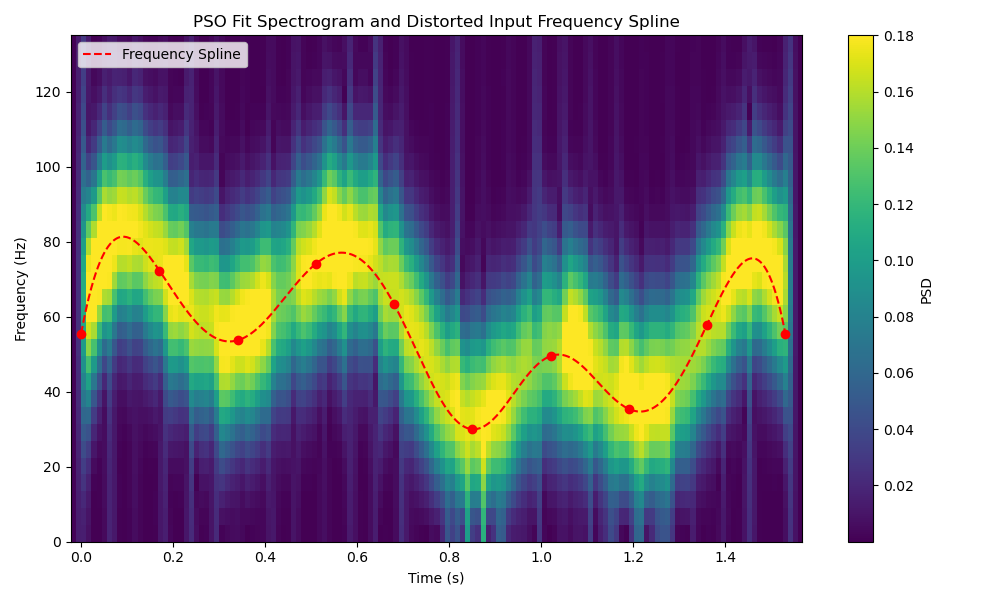 PSO Fit Spectrogram and Distorted Input Frequency Spline
Frequency Spline
Frequency (Hz)
120
100
80
60
40
20
0
0.0 0.2 0.4 0.6 0.8 1.0 1.2 1.4
Time (s)
0.18
0.16
0.14
0.12
0.10
0.08
0.06
0.04
0.02
PSD